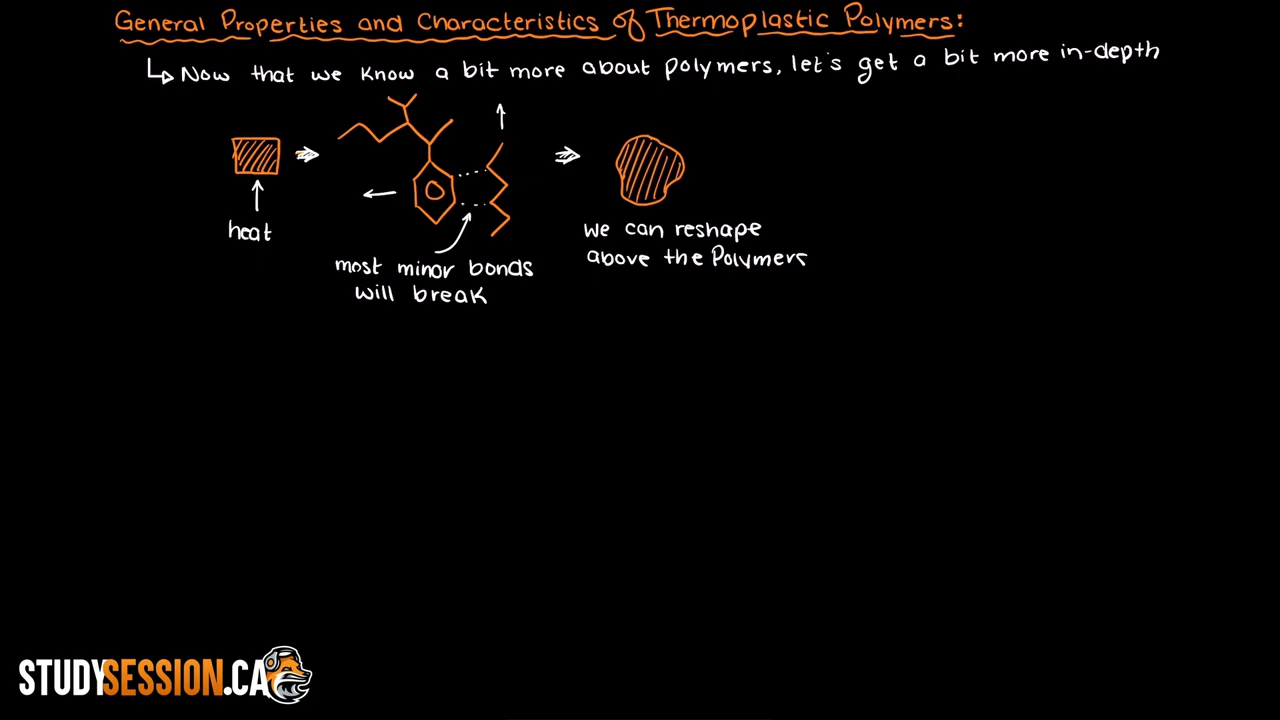 General Properties and Characteristics of Thermoplastic Polymers:
Now that we know a bit more about polymers, let's get a bit more in-depth
heat
most minor bonds
will break
we can reshape
above the Polymers
STUDYSESSION.CA